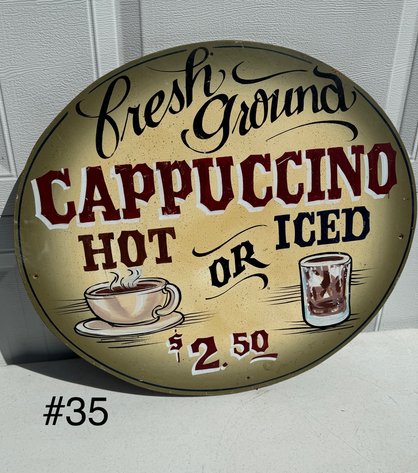 fresh
ground
CAPPUCCINO
HOT OR ICED
$2.50
#35